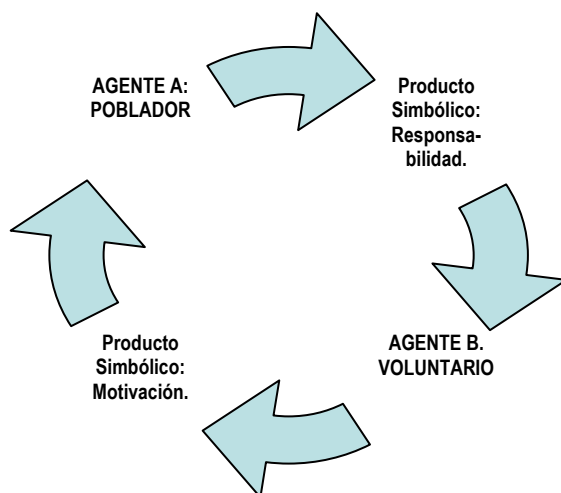 AGENTE A:
POBLADOR
Producto
Simbólico:
Responsa-
bilidad.
AGENTE B.
VOLUNTARIO
Producto
Simbólico:
Motivación.